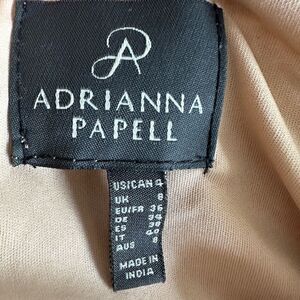 ADRIANNA
PAPELL
US/CAN 4
UK 8
EU/FR 36
DE 34
ES 36
IT 40
AUS 8
MADE IN
INDIA